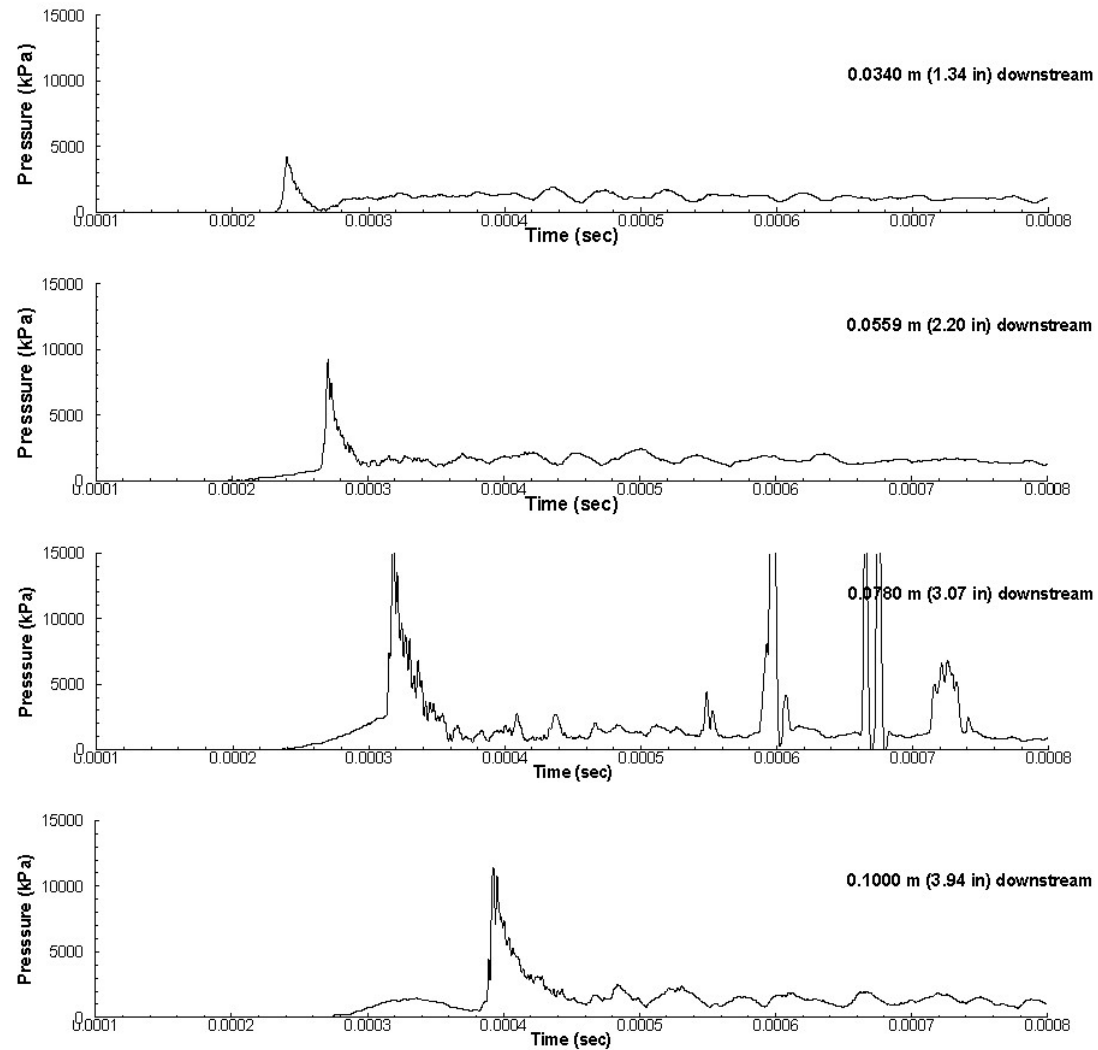 15000
Pressure (kPa)
10000
0.0340 m (1.34 in) downstream
5000
0
0.0001 0.0002 0.0003 0.0004 0.0005 0.0006 0.0007 0.0008
Time (sec)
15000
Presssure (kPa)
10000
0.0559 m (2.20 in) downstream
5000
0
0.0001 0.0002 0.0003 0.0004 0.0005 0.0006 0.0007 0.0008
Time (sec)
15000
Presssure (kPa)
10000
0.0780 m (3.07 in) downstream
5000
0
0.0001 0.0002 0.0003 0.0004 0.0005 0.0006 0.0007 0.0008
Time (sec)
15000
Presssure (kPa)
10000
0.1000 m (3.94 in) downstream
5000
0
0.0001 0.0002 0.0003 0.0004 0.0005 0.0006 0.0007 0.0008
Time (sec)